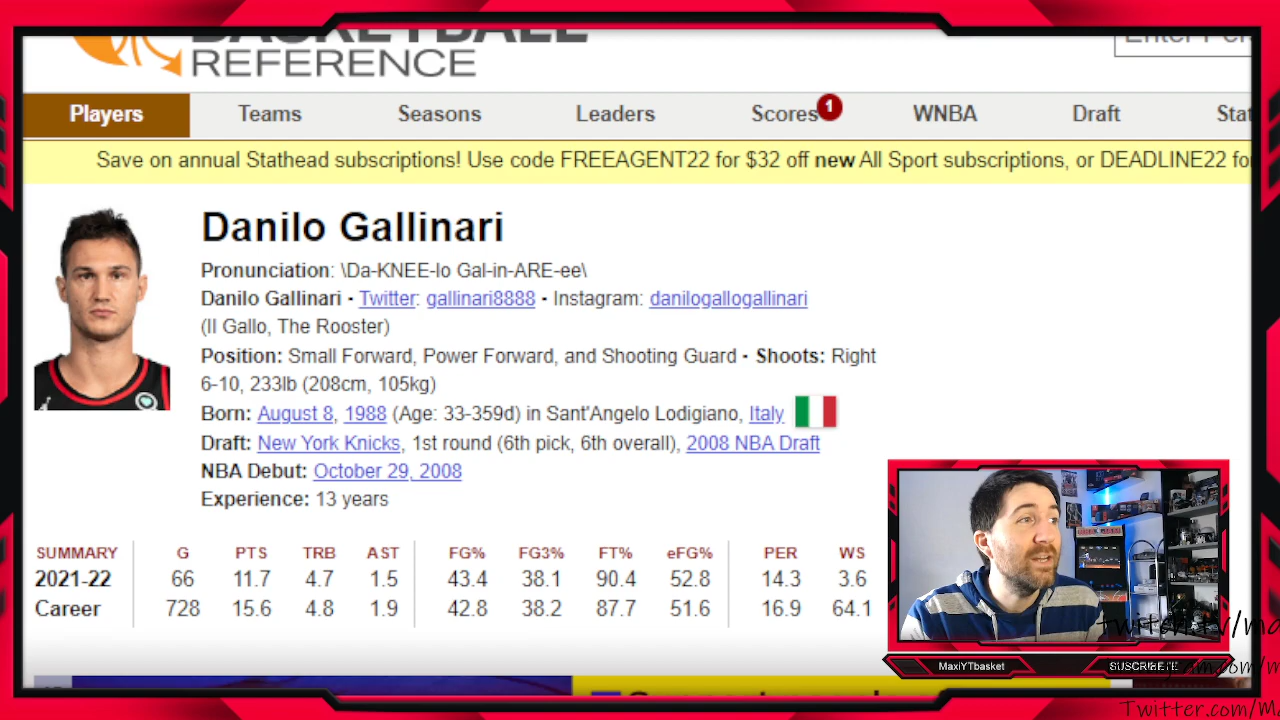 BASKETBALL
REFERENCE
Players Teams Seasons Leaders Scores 1 WNBA Draft
Save on annual Stathead subscriptions! Use code FREEAGENT22 for $32 off new All Sport subscriptions, or DEADLINE22 fo
Danilo Gallinari
Pronunciation: \Da-KNEE-lo Gal-in-ARE-ee\
Danilo Gallinari ▪ Twitter: gallinari8888 ▪ Instagram: danilogallogallinari
(Il Gallo, The Rooster)
Position: Small Forward, Power Forward, and Shooting Guard ▪ Shoots: Right
6-10, 233lb (208cm, 105kg)
Born: August 8, 1988 (Age: 33-359d) in Sant'Angelo Lodigiano, Italy
Draft: New York Knicks, 1st round (6th pick, 6th overall), 2008 NBA Draft
NBA Debut: October 29, 2008
Experience: 13 years
SUMMARY G PTS TRB AST FG% FG3% FT% eFG% PER WS
2021-22 66 11.7 4.7 1.5 43.4 38.1 90.4 52.8 14.3 3.6
Career 728 15.6 4.8 1.9 42.8 38.2 87.7 51.6 16.9 64.1
twitch.tv/ma
MaxiYTbasket
Twitter.com/Ma